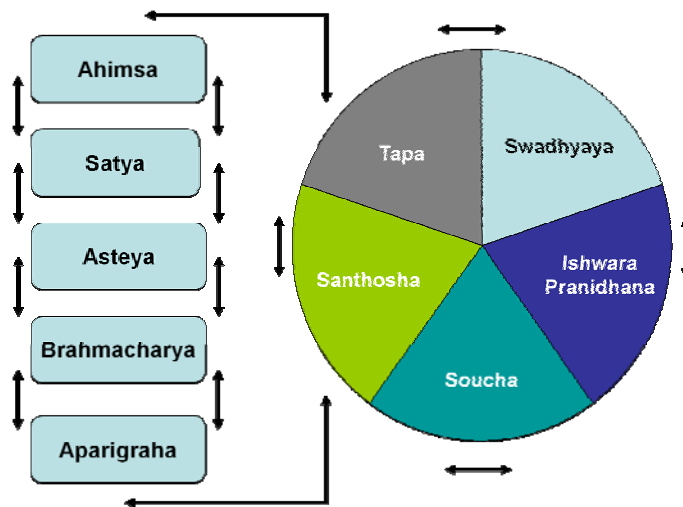 Ahimsa
Satya
Asteya
Brahmacharya
Aparigraha
Tapa
Swadhyaya
Santhosha
Ishwara
Pranidhana
Soucha